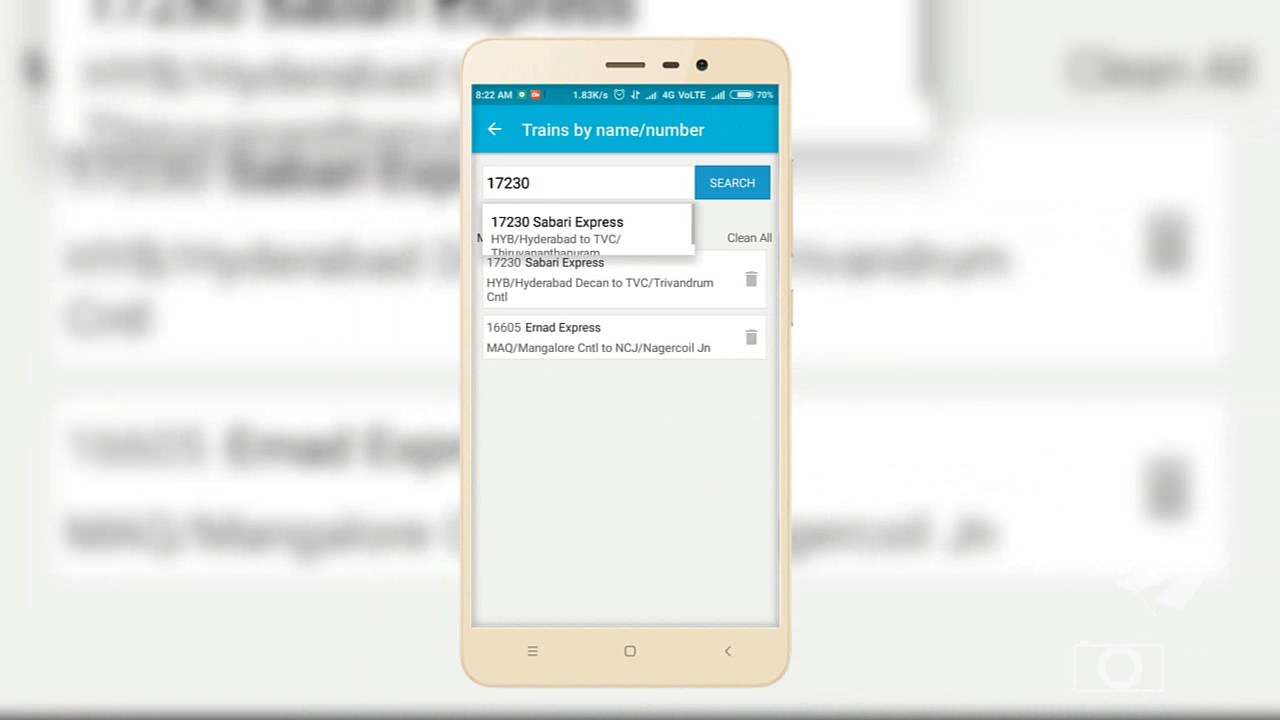 8:22 AM 1.83K/s 4G VoLTE 70%
Trains by name/number
17230 SEARCH
17230 Sabari Express
HYB/Hyderabad to TVC/
Thiruvananthapuram
Clean All
17230 Sabari Express
HYB/Hyderabad Decan to TVC/Trivandrum
Cntl
16605 Ernad Express
MAQ/Mangalore Cntl to NCJ/Nagercoil Jn